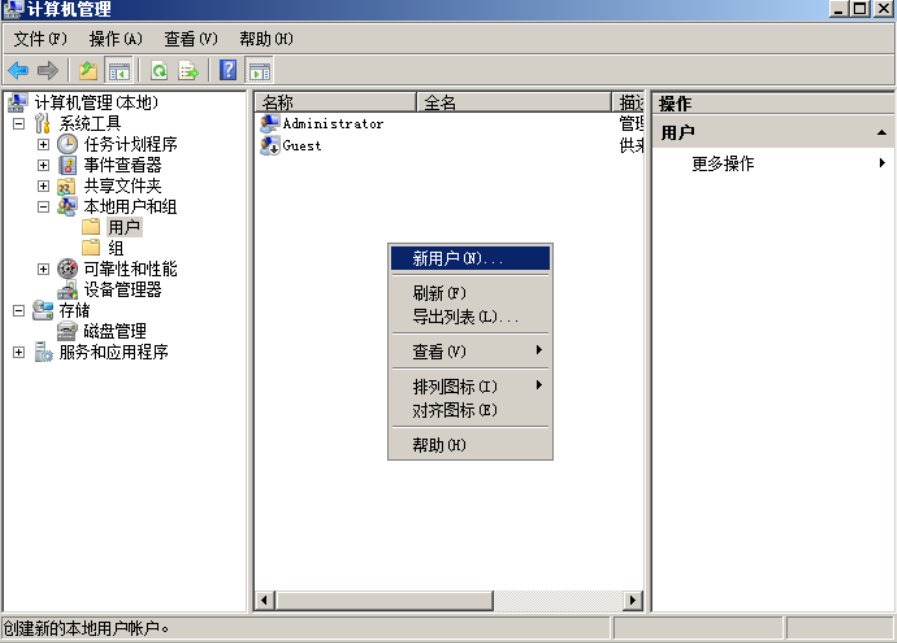 计算机管理
文件(F) 操作(A) 查看(V) 帮助(H)
计算机管理(本地)
系统工具
任务计划程序
事件查看器
共享文件夹
本地用户和组
用户
组
可靠性和性能
设备管理器
存储
磁盘管理
服务和应用程序
名称 全名 描述
Administrator 管理
Guest 供来
新用户(N)...
刷新(F)
导出列表(L)...
查看(V)
排列图标(I)
对齐图标(E)
帮助(H)
操作
用户
更多操作
创建新的本地用户帐户。